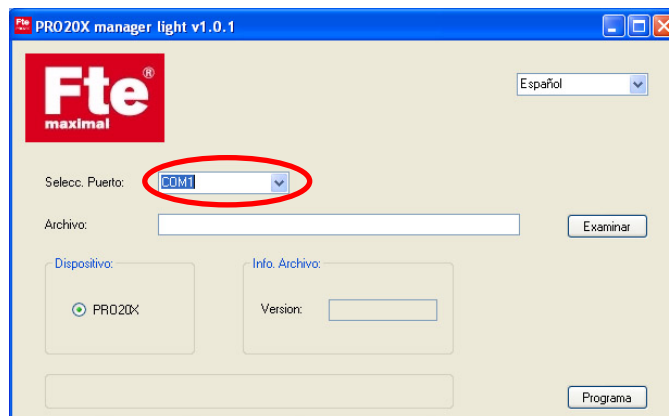 Fte
PRO20X manager light v1.0.1
Fte®
maximal
Español
Selecc. Puerto:
COM1
Archivo:
Examinar
Dispositivo:
Info. Archivo:
PRO20X
Version:
Programa